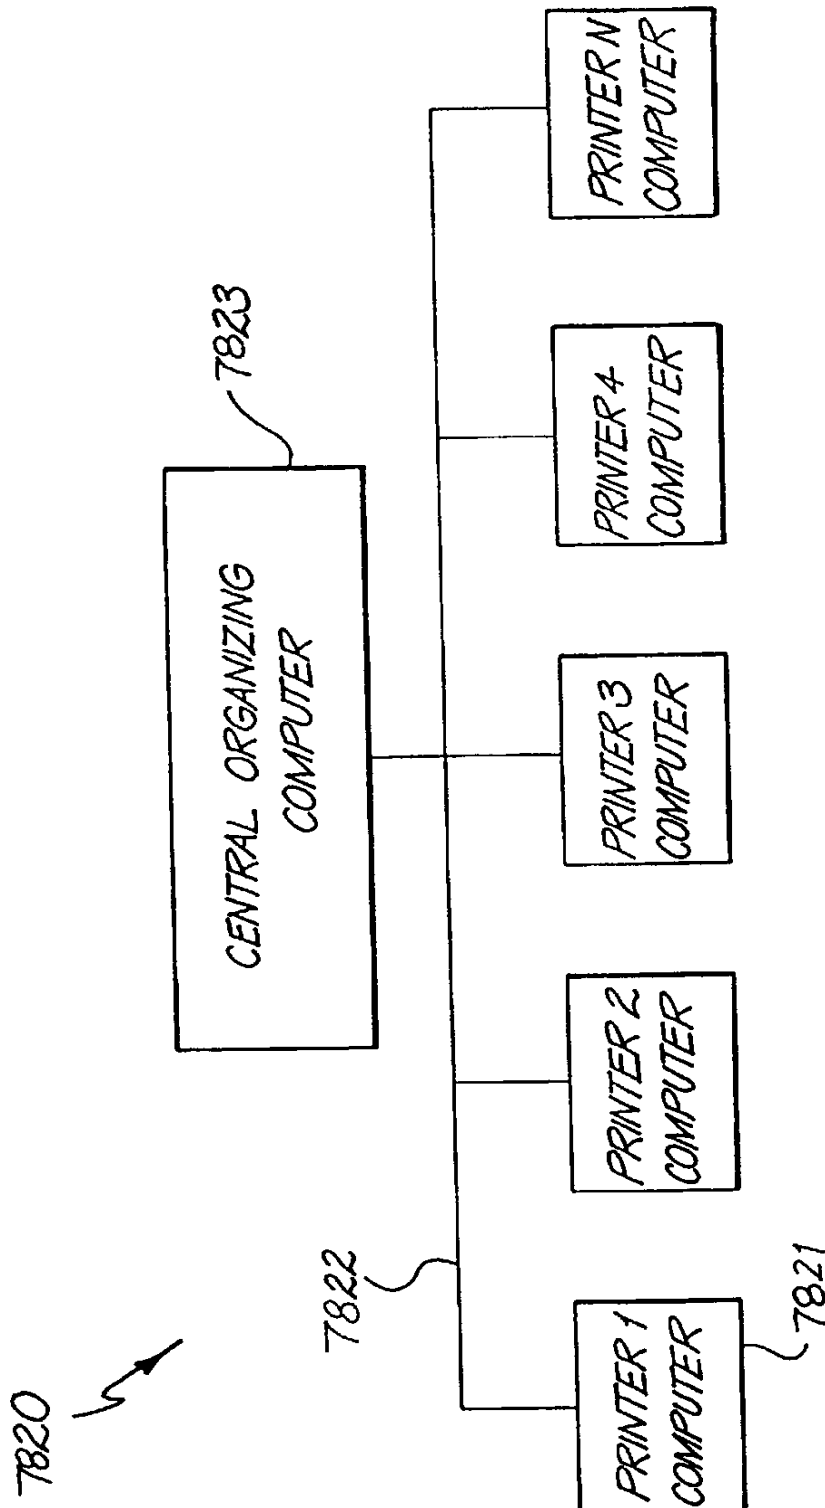 7820
7823
CENTRAL ORGANIZING
COMPUTER
7822
PRINTER 1
COMPUTER
7821
PRINTER 2
COMPUTER
PRINTER 3
COMPUTER
PRINTER 4
COMPUTER
PRINTER N
COMPUTER